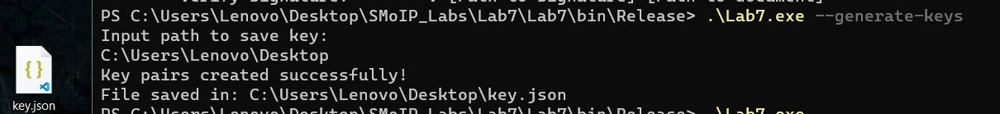 PS C:\Users\Lenovo\Desktop\SMoIP_Labs\Lab7\Lab7\bin\Release> .\Lab7.exe --generate-keys
Input path to save key:
C:\Users\Lenovo\Desktop
Key pairs created successfully!
File saved in: C:\Users\Lenovo\Desktop\key.json
PS C:\Users\Lenovo\Desktop\SMoIP_Labs\Lab7\Lab7\bin\Release> .\Lab7.exe
key.json